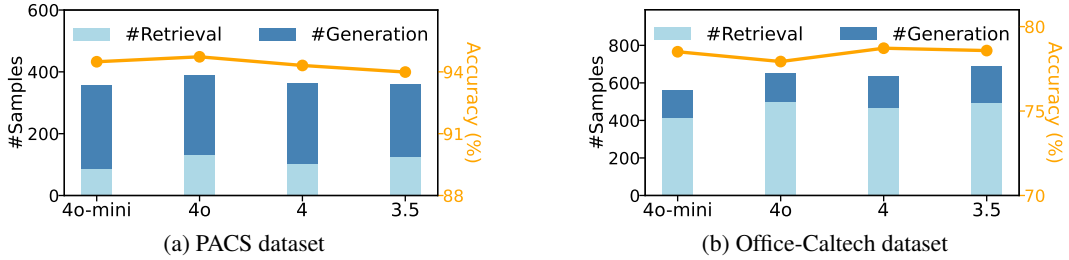 #Retrieval #Generation
#Samples
600
400
200
0
4o-mini 4o 4 3.5
94
91
88
Accuracy (%)
(a) PACS dataset
#Retrieval #Generation
#Samples
800
600
400
200
0
4o-mini 4o 4 3.5
80
75
70
Accuracy (%)
(b) Office-Caltech dataset